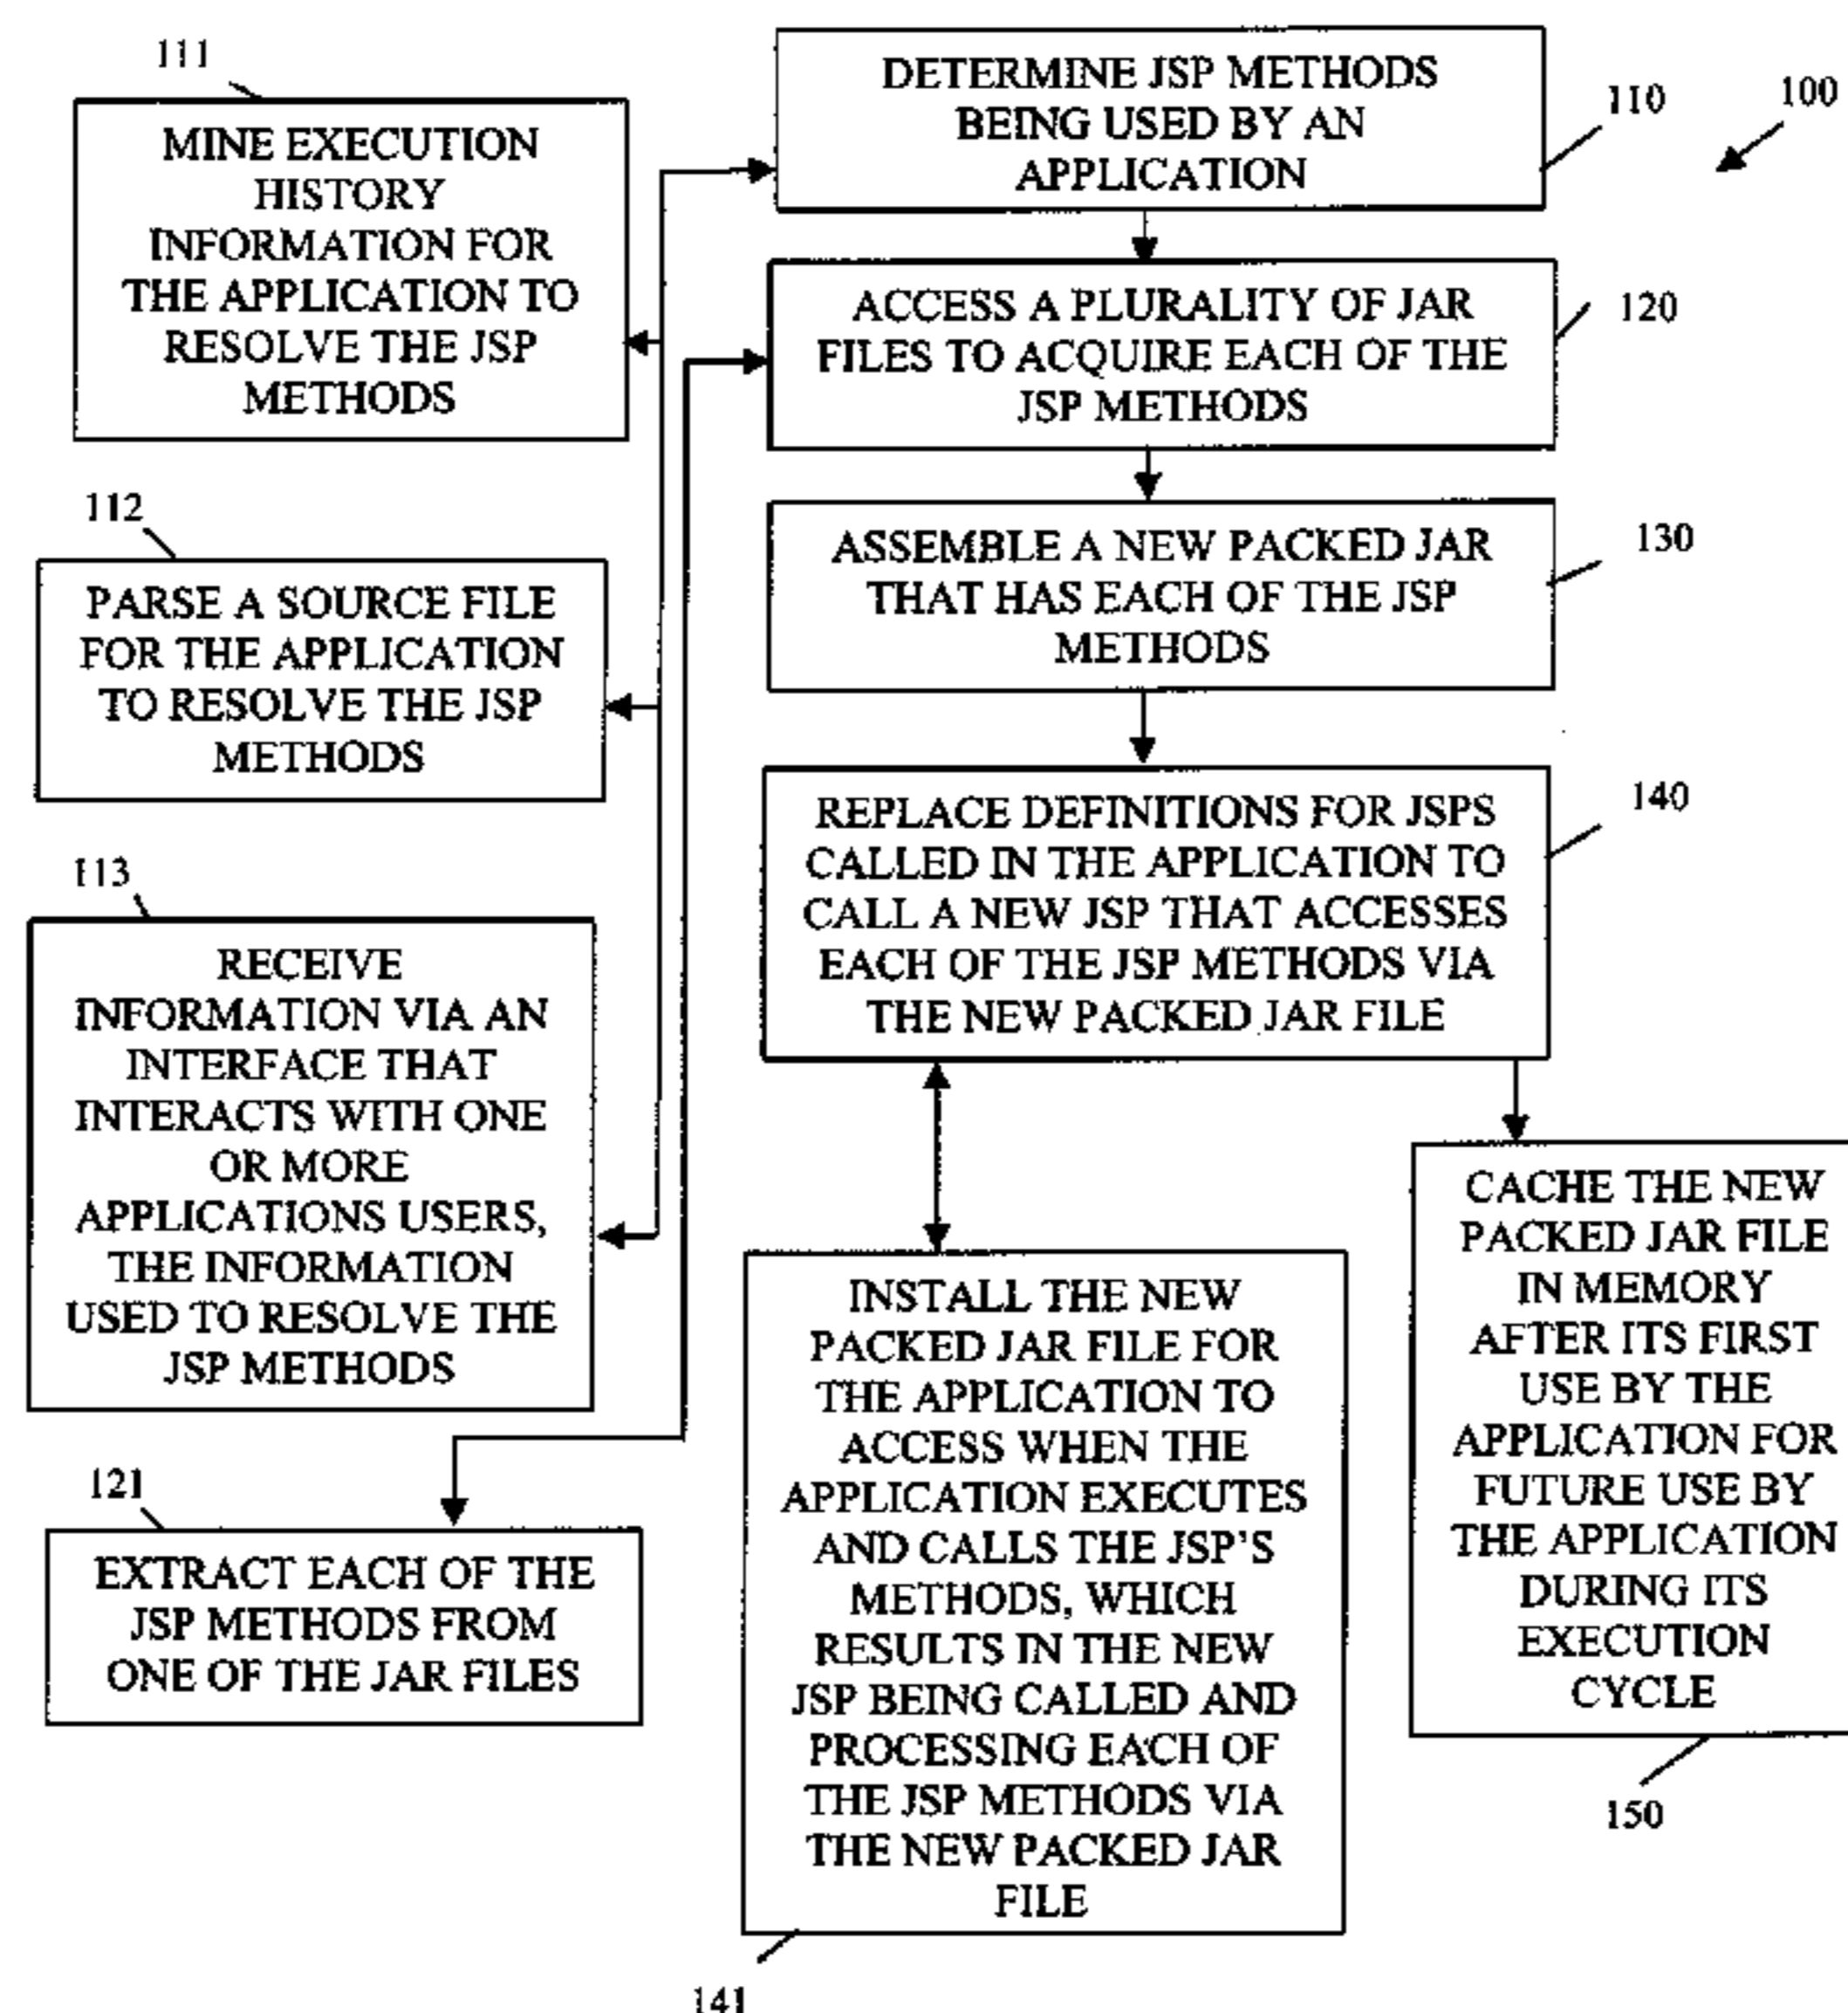 111
MINE EXECUTION
HISTORY
INFORMATION FOR
THE APPLICATION TO
RESOLVE THE JSP
METHODS
DETERMINE JSP METHODS
BEING USED BY AN
APPLICATION
110
100
ACCESS A PLURALITY OF JAR
FILES TO ACQUIRE EACH OF THE
JSP METHODS
120
112
PARSE A SOURCE FILE
FOR THE APPLICATION
TO RESOLVE THE JSP
METHODS
ASSEMBLE A NEW PACKED JAR
THAT HAS EACH OF THE JSP
METHODS
130
REPLACE DEFINITIONS FOR JSPS
CALLED IN THE APPLICATION TO
CALL A NEW JSP THAT ACCESSES
EACH OF THE JSP METHODS VIA
THE NEW PACKED JAR FILE
140
113
RECEIVE
INFORMATION VIA AN
INTERFACE THAT
INTERACTS WITH ONE
OR MORE
APPLICATIONS USERS,
THE INFORMATION
USED TO RESOLVE THE
JSP METHODS
121
EXTRACT EACH OF THE
JSP METHODS FROM
ONE OF THE JAR FILES
INSTALL THE NEW
PACKED JAR FILE FOR
THE APPLICATION TO
ACCESS WHEN THE
APPLICATION EXECUTES
AND CALLS THE JSP'S
METHODS, WHICH
RESULTS IN THE NEW
JSP BEING CALLED AND
PROCESSING EACH OF
THE JSP METHODS VIA
THE NEW PACKED JAR
FILE
141
CACHE THE NEW
PACKED JAR FILE
IN MEMORY
AFTER ITS FIRST
USE BY THE
APPLICATION FOR
FUTURE USE BY
THE APPLICATION
DURING ITS
EXECUTION
CYCLE
150